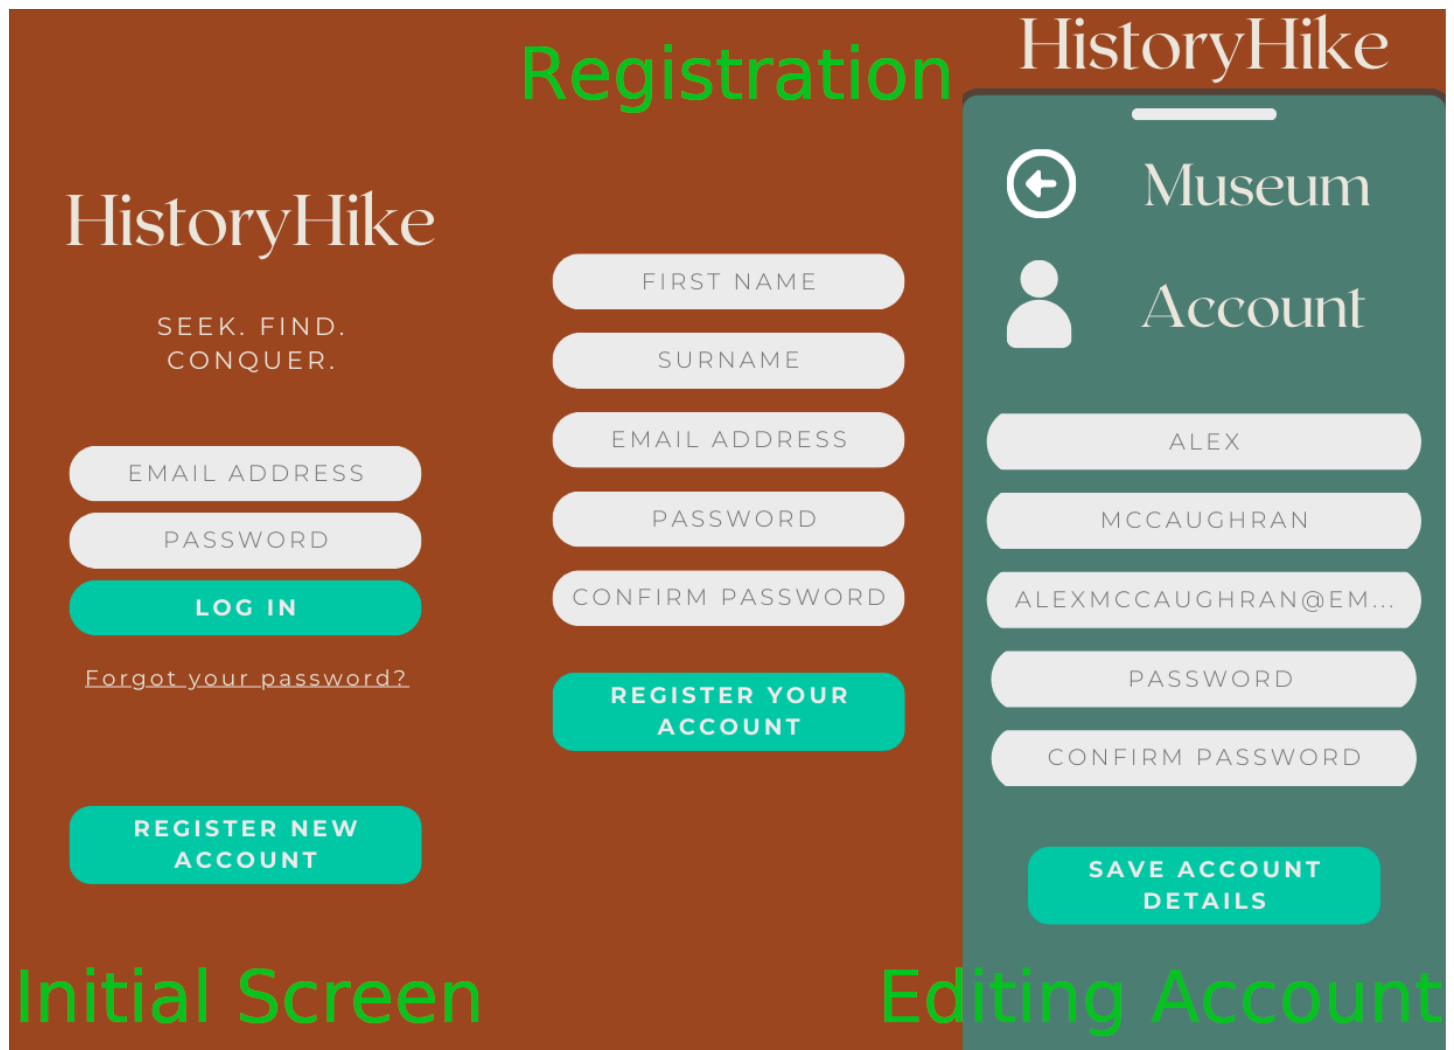 HistoryHike
SEEK. FIND.
CONQUER.
EMAIL ADDRESS
PASSWORD
LOG IN
Forgot your password?
REGISTER NEW
ACCOUNT
Initial Screen
Registration
FIRST NAME
SURNAME
EMAIL ADDRESS
PASSWORD
CONFIRM PASSWORD
REGISTER YOUR
ACCOUNT
HistoryHike
Museum
Account
ALEX
MCCAUGHRAN
ALEXMCCAUGHRAN@EM...
PASSWORD
CONFIRM PASSWORD
SAVE ACCOUNT
DETAILS
Editing Account